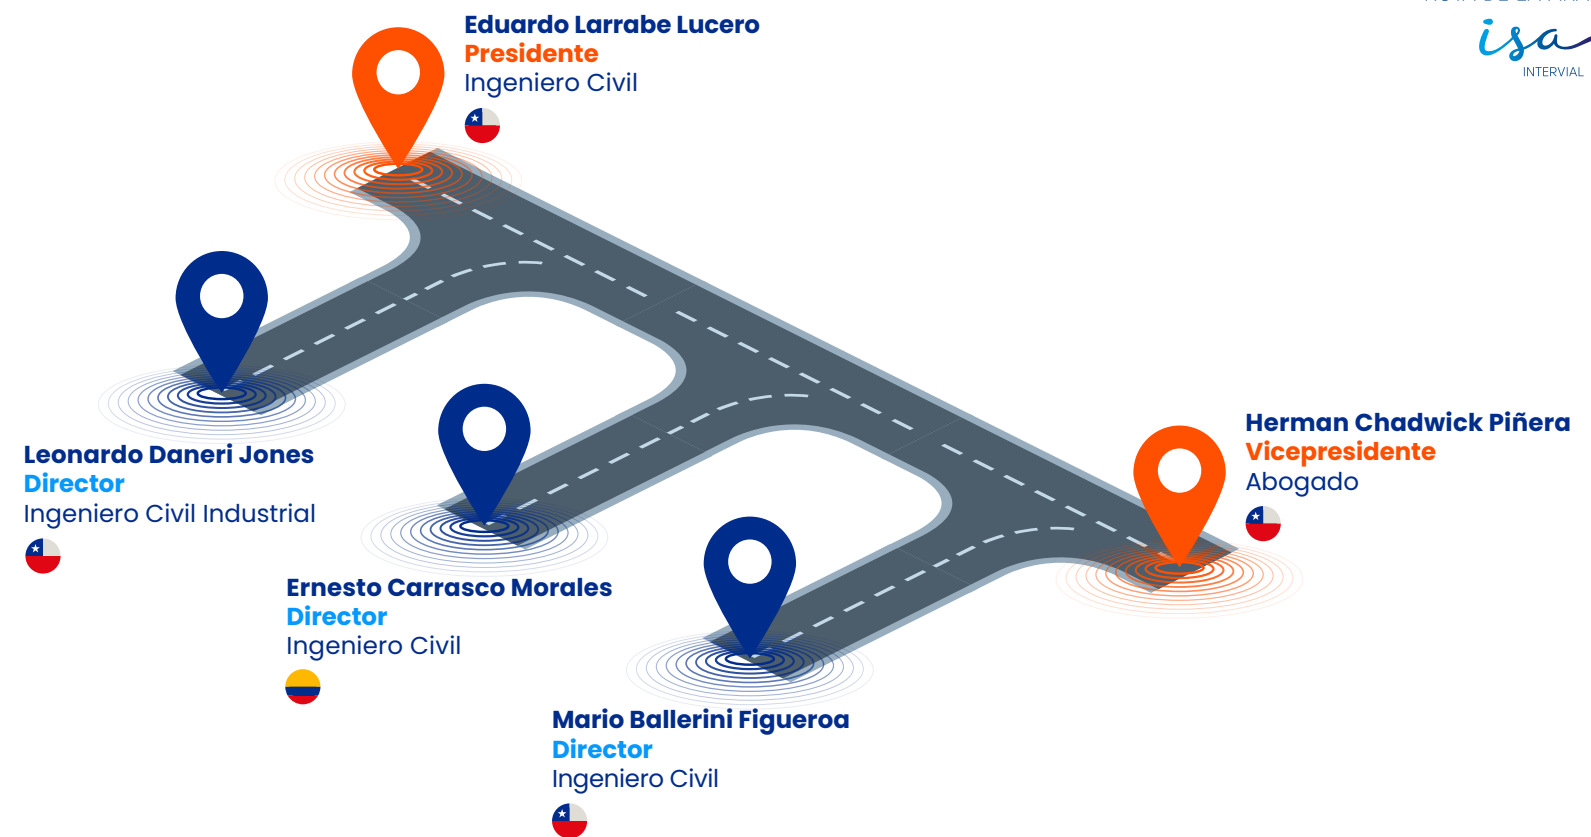 Eduardo Larrabe Lucero
Presidente
Ingeniero Civil
isa
INTERVIAL
Leonardo Daneri Jones
Director
Ingeniero Civil Industrial
Ernesto Carrasco Morales
Director
Ingeniero Civil
Mario Ballerini Figueroa
Director
Ingeniero Civil
Herman Chadwick Piñera
Vicepresidente
Abogado